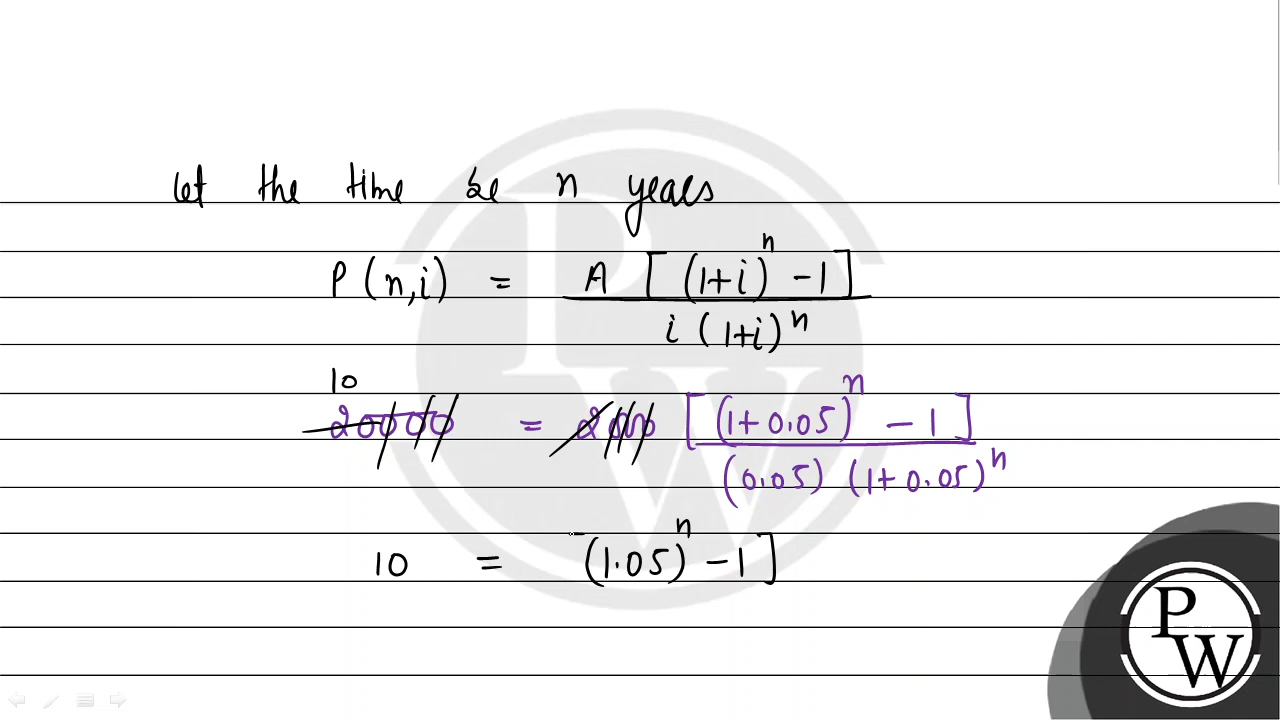 let the time be n years
P(n,i) = A [(1+i)^n - 1]
i(1+i)^n
10
20000 = 2000 [(1+0.05)^n - 1]
(0.05) (1+0.05)^n
10 = (1.05)^n - 1]
P
W
P
W